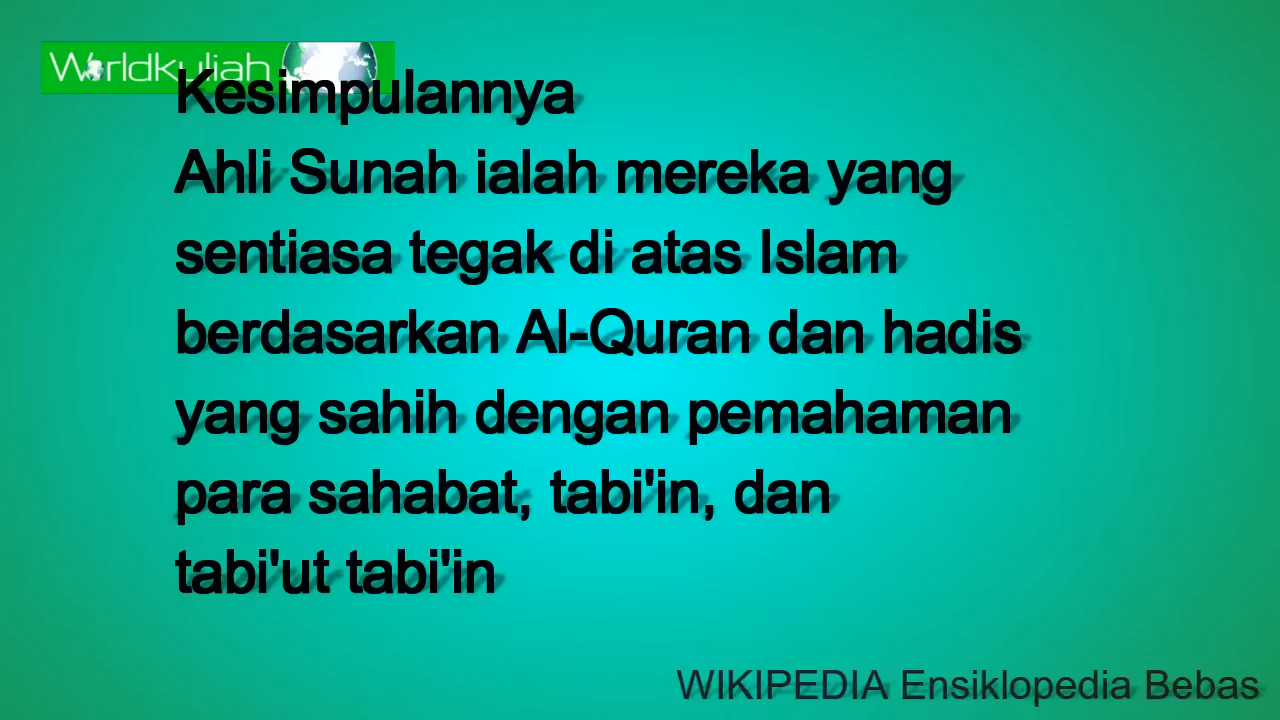 Worldkuliah
Kesimpulannya
Ahli Sunah ialah mereka yang
sentiasa tegak di atas Islam
berdasarkan Al-Quran dan hadis
yang sahih dengan pemahaman
para sahabat, tabi'in, dan
tabi'ut tabi'in
WIKIPEDIA Ensiklopedia Bebas